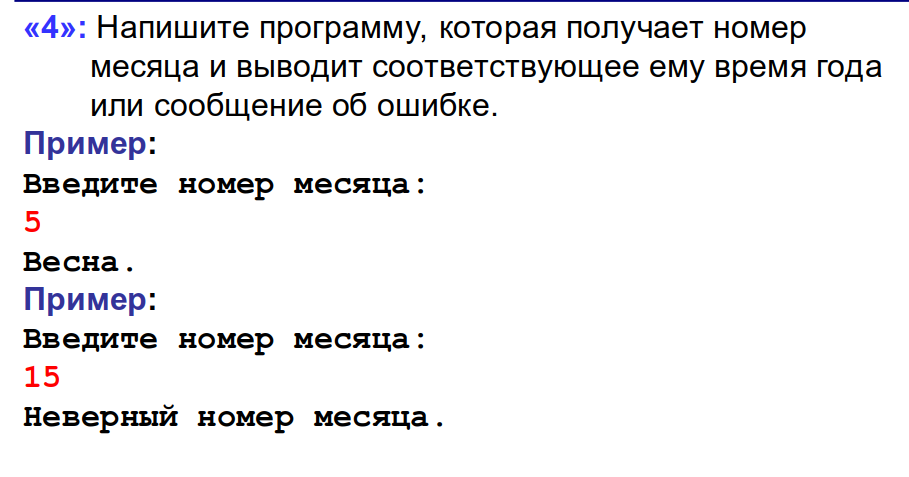 «4»: Напишите программу, которая получает номер
месяца и выводит соответствующее ему время года
или сообщение об ошибке.
Пример:
Введите номер месяца:
5
Весна.
Пример:
Введите номер месяца:
15
Неверный номер месяца.